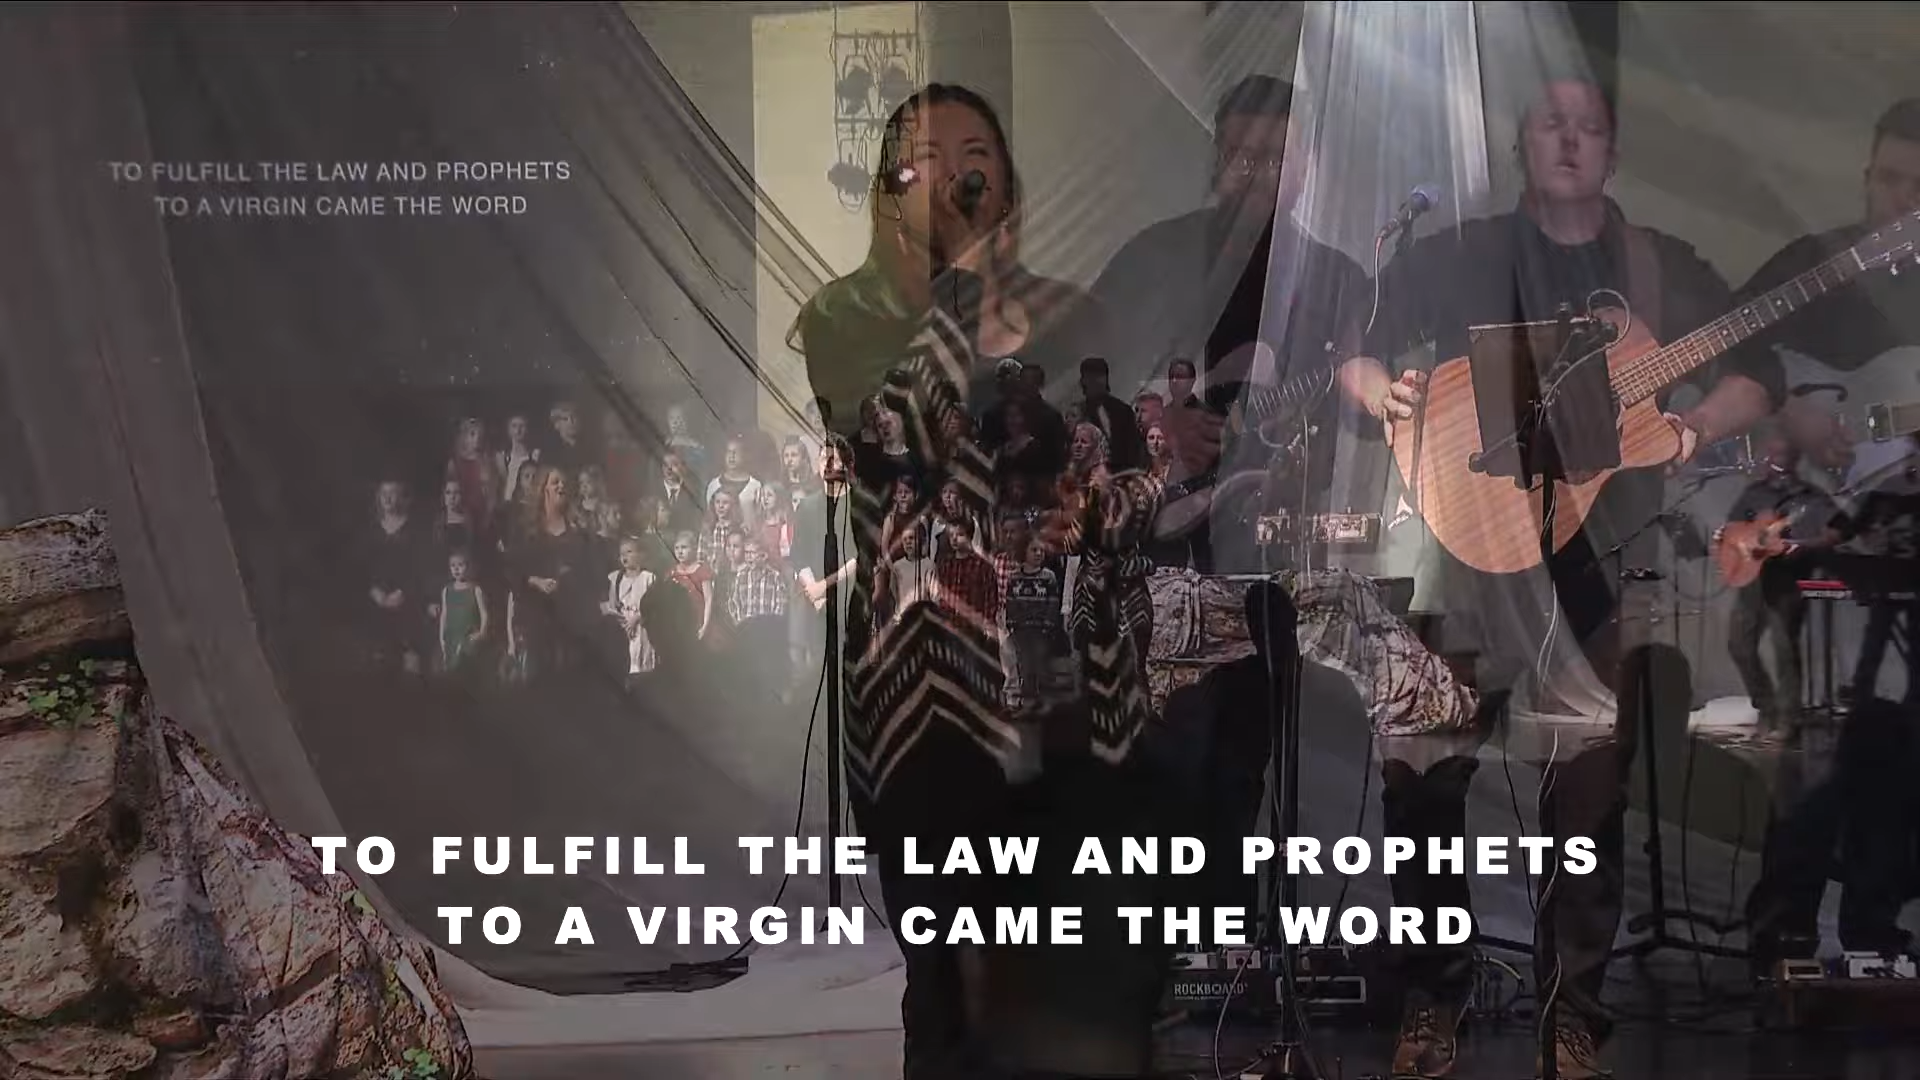 TO FULFILL THE LAW AND PROPHETS
TO A VIRGIN CAME THE WORD
ROCKBOARD
TO FULFILL THE LAW AND PROPHETS
TO A VIRGIN CAME THE WORD